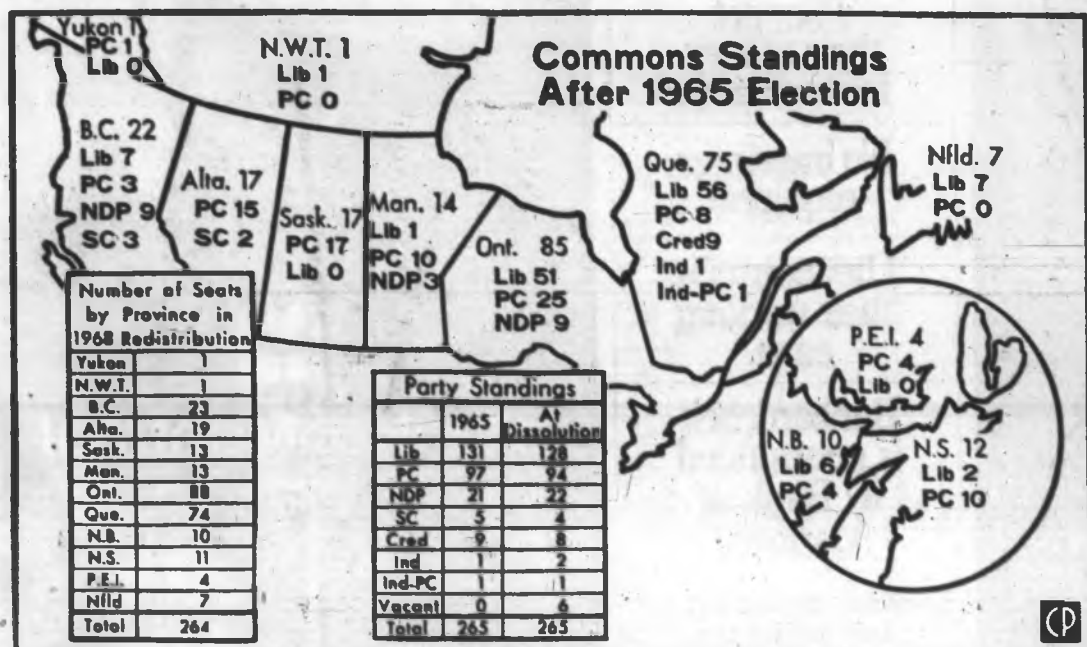 Commons Standings
After 1965 Election
Yukon 1
PC 1
Lib 0
N.W.T. 1
Lib 1
PC 0
B.C. 22
Lib 7
PC 3
NDP 9
SC 3
Alta. 17
PC 15
SC 2
Sask. 17
PC 17
Lib 0
Man. 14
Lib 1
PC 10
NDP 3
Ont. 85
Lib 51
PC 25
NDP 9
Que. 75
Lib 56
PC 8
Cred 9
Ind 1
Ind-PC 1
Nfld. 7
Lib 7
PC 0
P.E.I. 4
PC 4
Lib 0
N.B. 10
Lib 6
PC 4
N.S. 12
Lib 2
PC 10
Number of Seats
by Province in
1968 Redistribution
Yukon 1
N.W.T. 1
B.C. 23
Alta. 19
Sask. 13
Man. 13
Ont. 88
Que. 74
N.B. 10
N.S. 11
P.E.I. 4
Nfld 7
Total 264
Party Standings
1965 At Dissolution
Lib 131 128
PC 97 94
NDP 21 22
SC 5 4
Cred 9 8
Ind 1 2
Ind-PC 1 1
Vacant 0 6
Total 265 265
CP